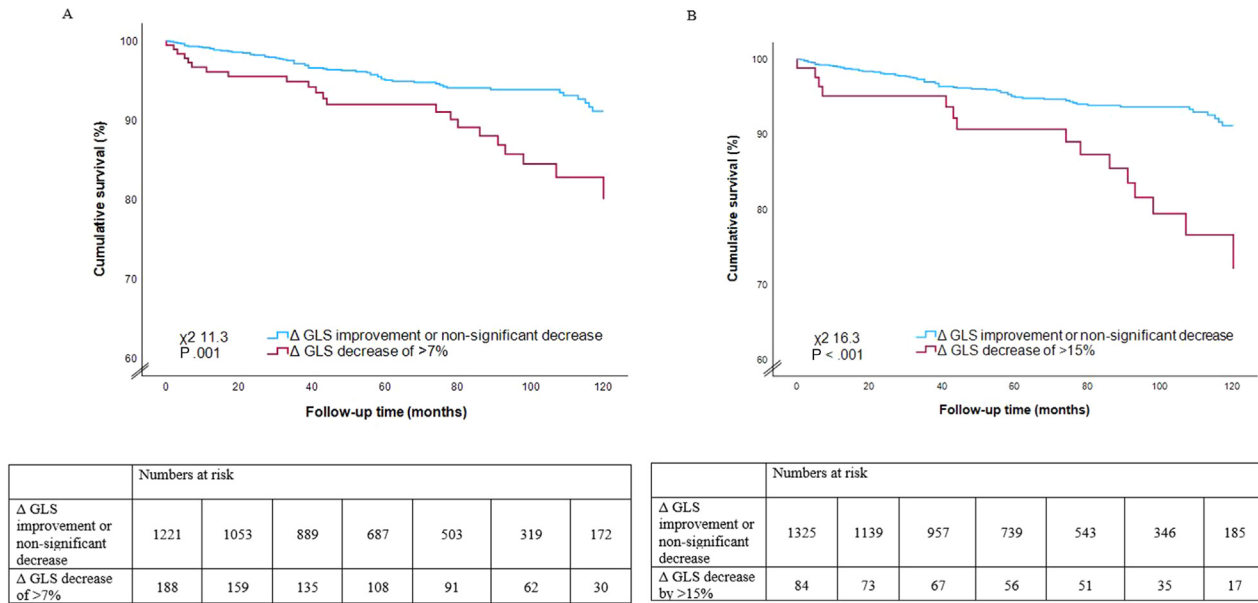 A
100
90
80
70
60
Cumulative survival (%)
χ2 11.3
P .001
Δ GLS improvement or non-significant decrease
Δ GLS decrease of >7%
0 20 40 60 80 100 120
Follow-up time (months)
Numbers at risk
Δ GLS
improvement or
non-significant
decrease
1221 1053 889 687 503 319 172
Δ GLS decrease
of >7%
188 159 135 108 91 62 30
B
100
90
80
70
60
Cumulative survival (%)
χ2 16.3
P < .001
Δ GLS improvement or non-significant decrease
Δ GLS decrease of >15%
0 20 40 60 80 100 120
Follow-up time (months)
Numbers at risk
Δ GLS
improvement or
non-significant
decrease
1325 1139 957 739 543 346 185
Δ GLS decrease
by >15%
84 73 67 56 51 35 17